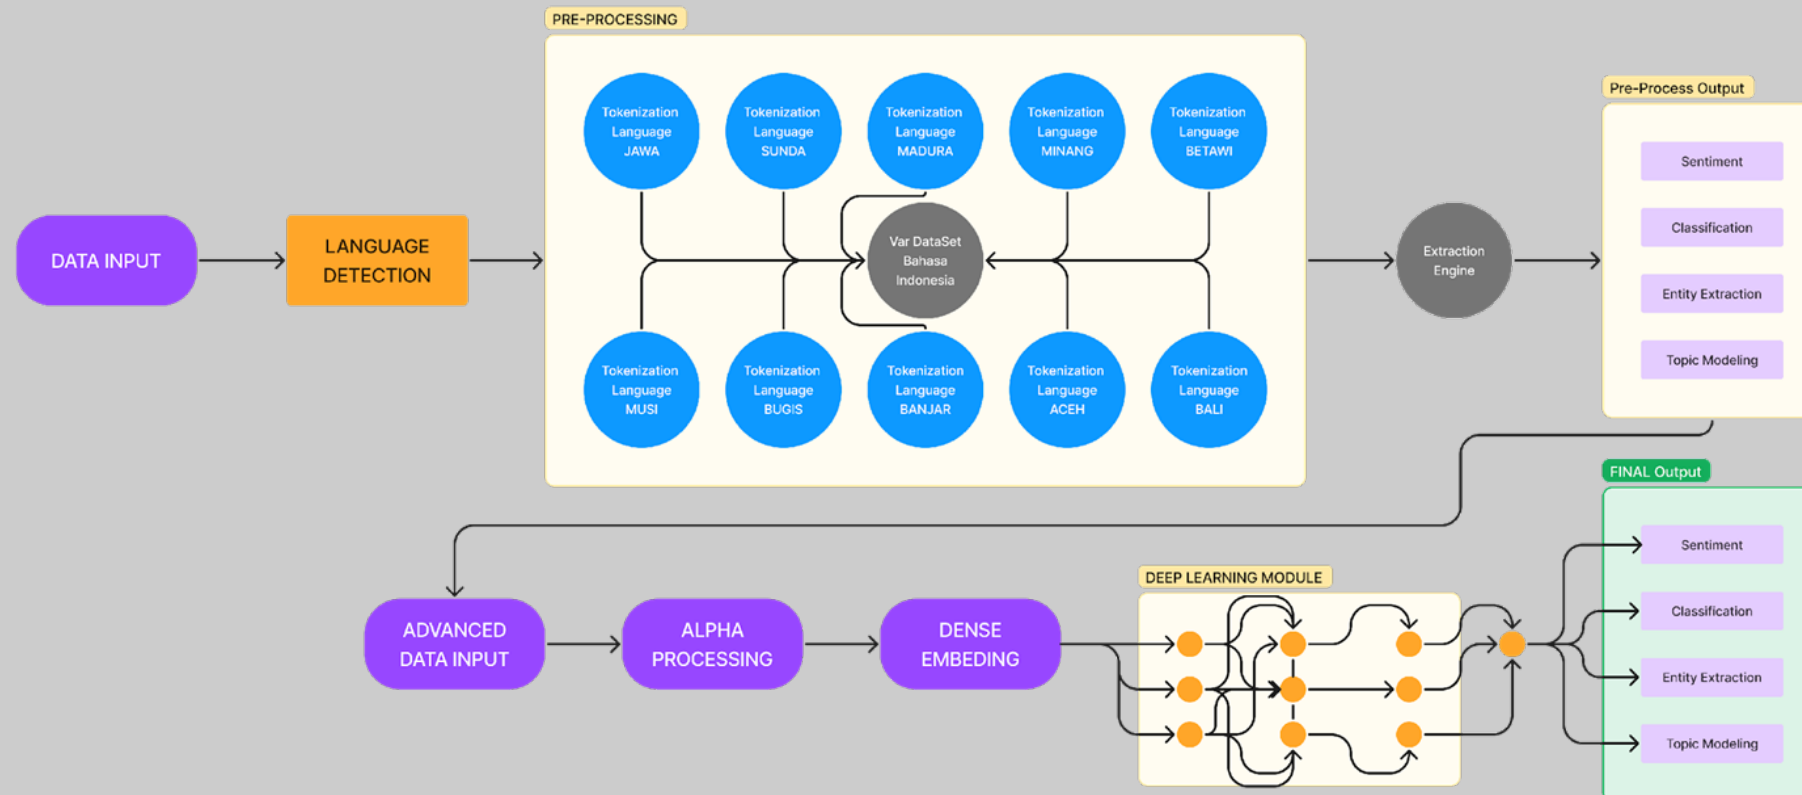 PRE-PROCESSING
Tokenization
Language
JAWA
Tokenization
Language
SUNDA
Tokenization
Language
MADURA
Tokenization
Language
MINANG
Tokenization
Language
BETAWI
DATA INPUT
LANGUAGE
DETECTION
Var DataSet
Bahasa
Indonesia
Tokenization
Language
MUSI
Tokenization
Language
BUGIS
Tokenization
Language
BANJAR
Tokenization
Language
ACEH
Tokenization
Language
BALI
Extraction
Engine
Pre-Process Output
Sentiment
Classification
Entity Extraction
Topic Modeling
ADVANCED
DATA INPUT
ALPHA
PROCESSING
DENSE
EMBEDING
DEEP LEARNING MODULE
FINAL Output
Sentiment
Classification
Entity Extraction
Topic Modeling